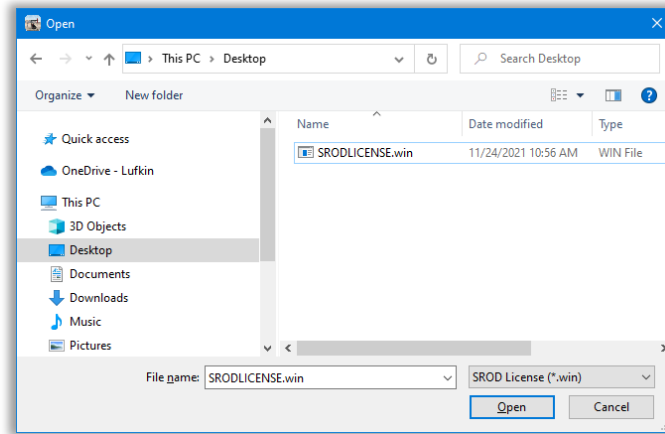 Open
This PC > Desktop
Search Desktop
Organize
New folder
Name
Date modified
Type
Quick access
SRODLICENSE.win
11/24/2021 10:56 AM
WIN File
OneDrive - Lufkin
This PC
3D Objects
Desktop
Documents
Downloads
Music
Pictures
File name:
SRODLICENSE.win
SROD License (*.win)
Open
Cancel